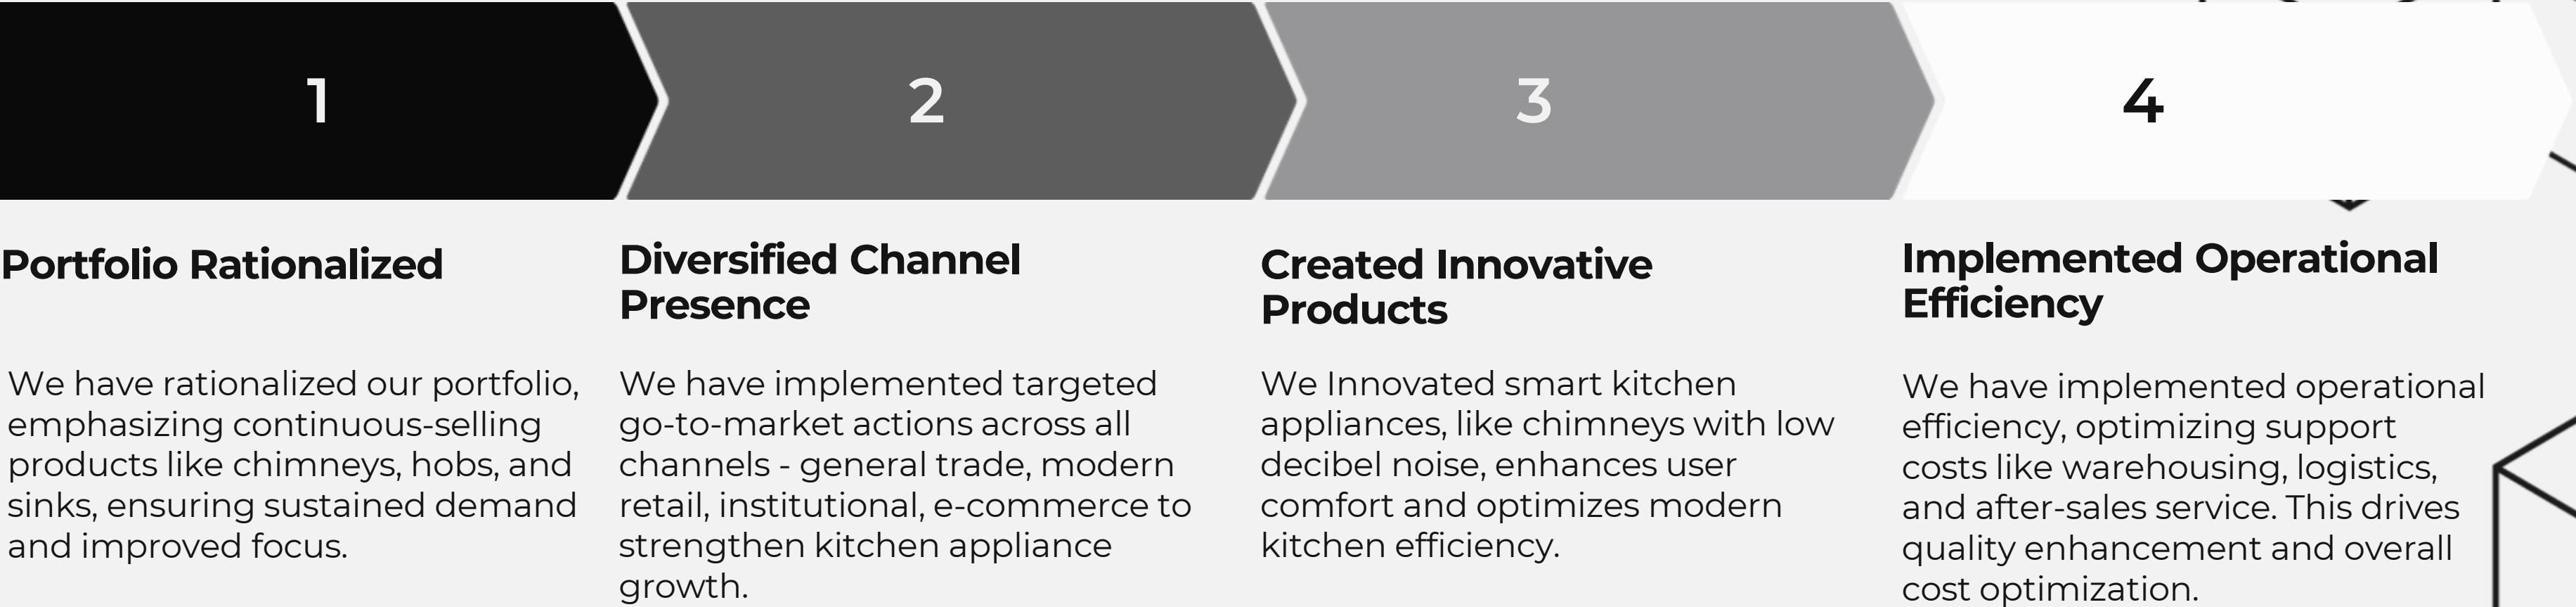 1
2
3
4
Portfolio Rationalized
We have rationalized our portfolio,
emphasizing continuous-selling
products like chimneys, hobs, and
sinks, ensuring sustained demand
and improved focus.
Diversified Channel
Presence
We have implemented targeted
go-to-market actions across all
channels - general trade, modern
retail, institutional, e-commerce to
strengthen kitchen appliance
growth.
Created Innovative
Products
We Innovated smart kitchen
appliances, like chimneys with low
decibel noise, enhances user
comfort and optimizes modern
kitchen efficiency.
Implemented Operational
Efficiency
We have implemented operational
efficiency, optimizing support
costs like warehousing, logistics,
and after-sales service. This drives
quality enhancement and overall
cost optimization.